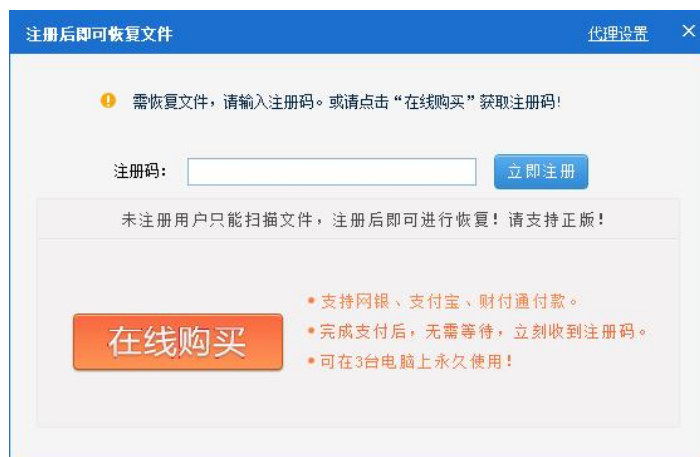 注册后即可恢复文件 代理设置 ×
需恢复文件，请输入注册码。或请点击“在线购买”获取注册码！
注册码： 立即注册
未注册用户只能扫描文件，注册后即可进行恢复！请支持正版！
在线购买
•支持网银、支付宝、财付通付款。
•完成支付后，无需等待，立刻收到注册码。
•可在3台电脑上永久使用！